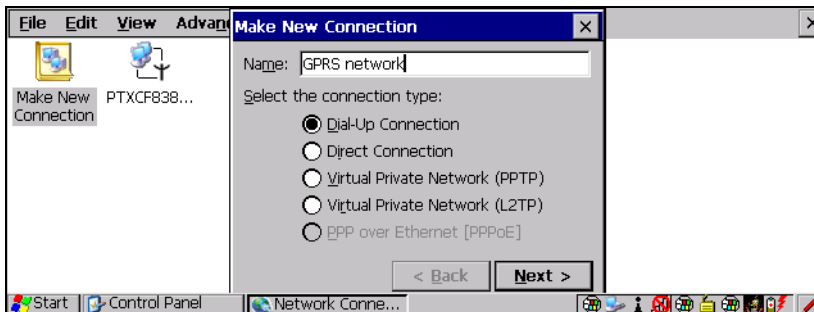 File Edit View Advan
Make New Connection
Name: GPRS network
Make New Connection
PTXCF838...
Select the connection type:
Dial-Up Connection
Direct Connection
Virtual Private Network (PPTP)
Virtual Private Network (L2TP)
PPP over Ethernet [PPPoE]
< Back Next >
Start Control Panel Network Conne...